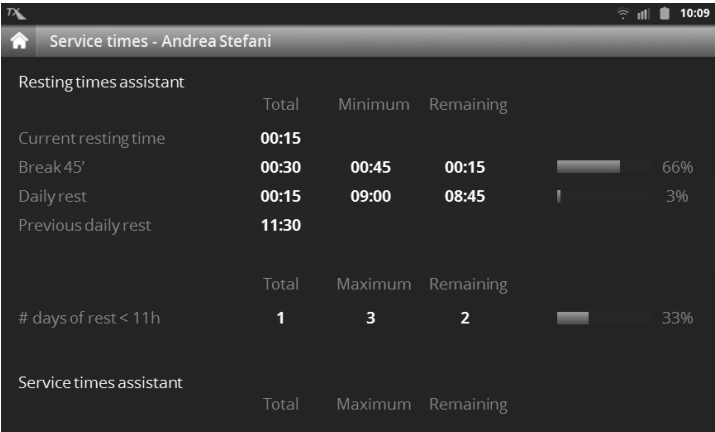 TX 10:09
Service times - Andrea Stefani
Resting times assistant
Total Minimum Remaining
Current resting time 00:15
Break 45' 00:30 00:45 00:15 66%
Daily rest 00:15 09:00 08:45 3%
Previous daily rest 11:30
Total Maximum Remaining
# days of rest < 11h 1 3 2 33%
Service times assistant
Total Maximum Remaining